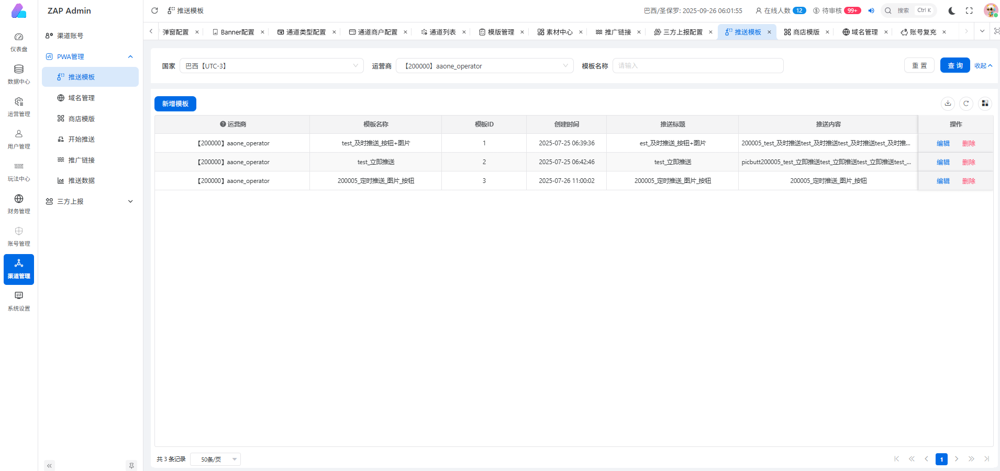 ZAP Admin
推送模板
巴西/圣保罗: 2025-09-26 06:01:55
在线人数 12
待审核 99+
搜索 Ctrl K
弹窗配置
Banner配置
通道类型配置
通道商户配置
通道列表
模版管理
素材中心
推广链接
三方上报配置
推送模板
商店模版
域名管理
账号复充
仪表盘
数据中心
运营管理
用户管理
玩法中心
财务管理
账号管理
渠道管理
系统设置
渠道账号
PWA管理
推送模板
域名管理
商店模版
开始推送
推广链接
推送数据
三方上报
国家 巴西【UTC-3】 运营商 【200000】aaone_operator 模板名称 请输入 重 置 查 询 收起
新增模板
运营商 模板名称 模板ID 创建时间 推送标题 推送内容 操作
【200000】aaone_operator test_及时推送_按钮+图片 1 2025-07-25 06:39:36 est_及时推送_按钮+图片 200005_test_及时推送test_及时推送test_及时推送test_及时推... 编辑 删除
【200000】aaone_operator test_立即推送 2 2025-07-25 06:42:46 test_立即推送 picbutt200005_test_立即推送test_立即推送test_立即推送test_... 编辑 删除
【200000】aaone_operator 200005_定时推送_图片_按钮 3 2025-07-26 11:00:02 200005_定时推送_图片_按钮 200005_定时推送_图片_按钮 编辑 删除
共 3 条记录 50条/页 1